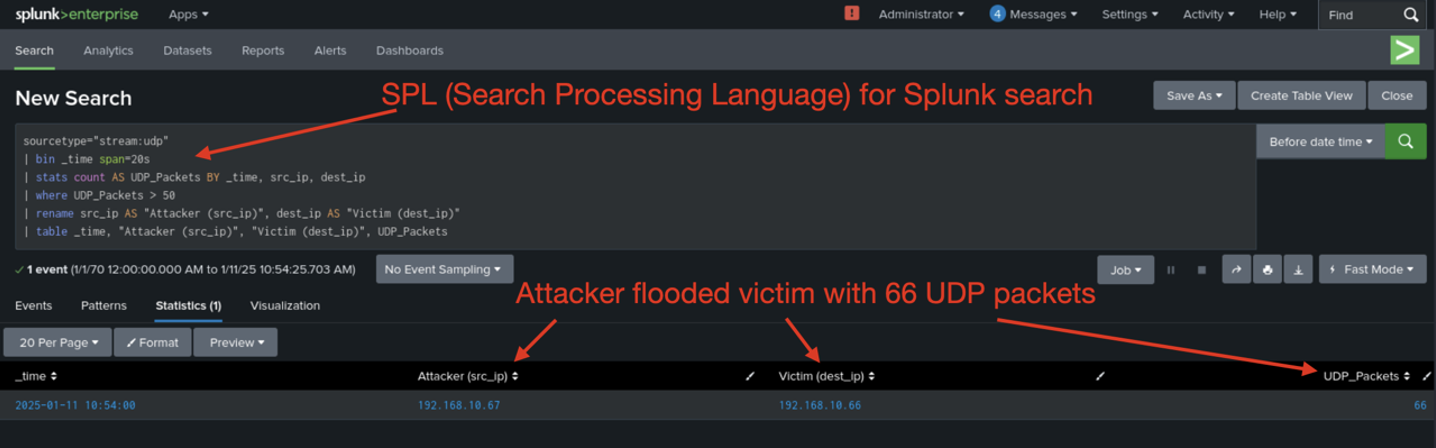 splunk>enterprise Apps Administrator 4 Messages Settings Activity Help Find
Search Analytics Datasets Reports Alerts Dashboards
SPL (Search Processing Language) for Splunk search
New Search Save As Create Table View Close
sourcetype="stream:udp"
| bin _time span=20s
| stats count AS UDP_Packets BY _time, src_ip, dest_ip
| where UDP_Packets > 50
| rename src_ip AS "Attacker (src_ip)", dest_ip AS "Victim (dest_ip)"
| table _time, "Attacker (src_ip)", "Victim (dest_ip)", UDP_Packets
Before date time
✓ 1 event (1/1/70 12:00:00.000 AM to 1/11/25 10:54:25.703 AM) No Event Sampling Job Fast Mode
Events Patterns Statistics (1) Visualization
Attacker flooded victim with 66 UDP packets
20 Per Page Format Preview
_time Attacker (src_ip) Victim (dest_ip) UDP_Packets
2025-01-11 10:54:00 192.168.10.67 192.168.10.66 66